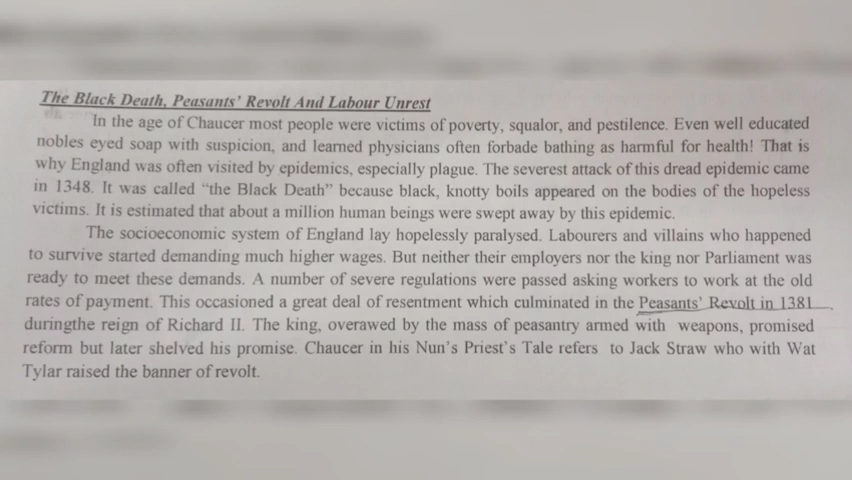 The Black Death, Peasants' Revolt And Labour Unrest
In the age of Chaucer most people were victims of poverty, squalor, and pestilence. Even well educated
nobles eyed soap with suspicion, and learned physicians often forbade bathing as harmful for health! That is
why England was often visited by epidemics, especially plague. The severest attack of this dread epidemic came
in 1348. It was called “the Black Death” because black, knotty boils appeared on the bodies of the hopeless
victims. It is estimated that about a million human beings were swept away by this epidemic.
The socioeconomic system of England lay hopelessly paralysed. Labourers and villains who happened
to survive started demanding much higher wages. But neither their employers nor the king nor Parliament was
ready to meet these demands. A number of severe regulations were passed asking workers to work at the old
rates of payment. This occasioned a great deal of resentment which culminated in the Peasants' Revolt in 1381
duringthe reign of Richard II. The king, overawed by the mass of peasantry armed with weapons, promised
reform but later shelved his promise. Chaucer in his Nun's Priest's Tale refers to Jack Straw who with Wat
Tylar raised the banner of revolt.